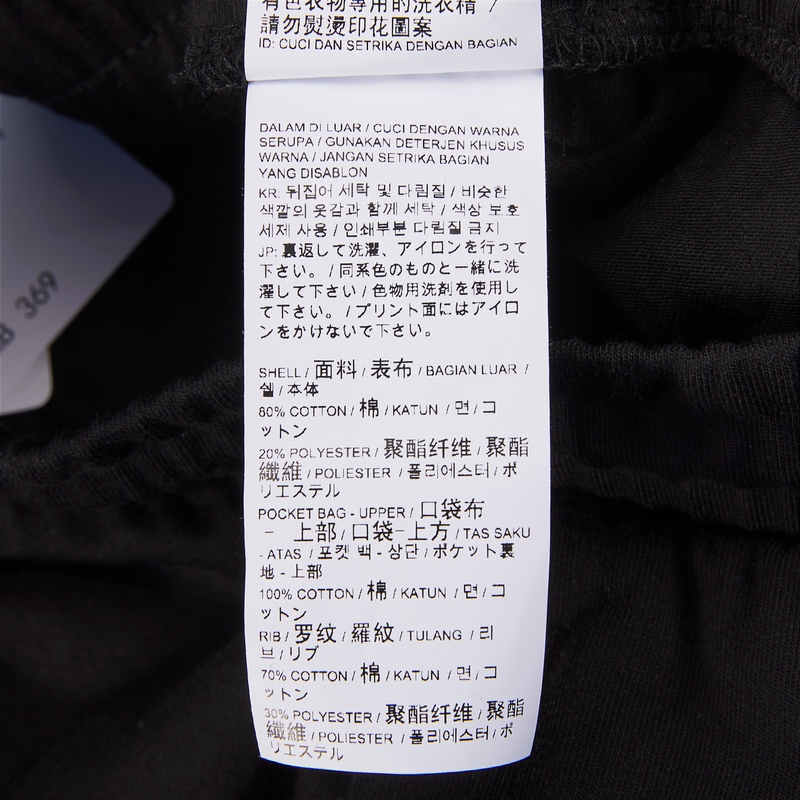 有色衣物等用的洗衣精 /
請勿熨燙印花圖案
ID: CUCI DAN SETRIKA DENGAN BAGIAN
DALAM DI LUAR / CUCI DENGAN WARNA
SERUPA / GUNAKAN DETERJEN KHUSUS
WARNA / JANGAN SETRIKA BAGIAN
YANG DISABLON
KR: 뒤집어 세탁 및 다림질 / 비슷한
색깔의 옷감과 함께 세탁 / 색상 보호
세제 사용 / 인쇄부분 다림질 금지
JP: 裏返して洗濯、アイロンを行って
下さい。 / 同系色のものと一緒に洗
濯して下さい / 色物用洗剤を使用し
て下さい。 / プリント面にはアイロ
ンをかけないで下さい。
SHELL / 面料 / 表布 / BAGIAN LUAR /
쉘 / 本体
80% COTTON / 棉 / KATUN / 면 / コ
ットン
20% POLYESTER / 聚酯纤维 / 聚酯
纖維 / POLIESTER / 폴리에스터 / ポ
リエステル
POCKET BAG - UPPER / 口袋布
- 上部 / 口袋-上方 / TAS SAKU
- ATAS / 포켓 백 - 상단 / ポケット裏
地 - 上部
100% COTTON / 棉 / KATUN / 면 / コ
ットン
RIB / 罗纹 / 羅紋 / TULANG / 리
브 / リブ
70% COTTON / 棉 / KATUN / 면 / コ
ットン
30% POLYESTER / 聚酯纤维 / 聚酯
纖維 / POLIESTER / 폴리에스터 / ポ
リエステル
369